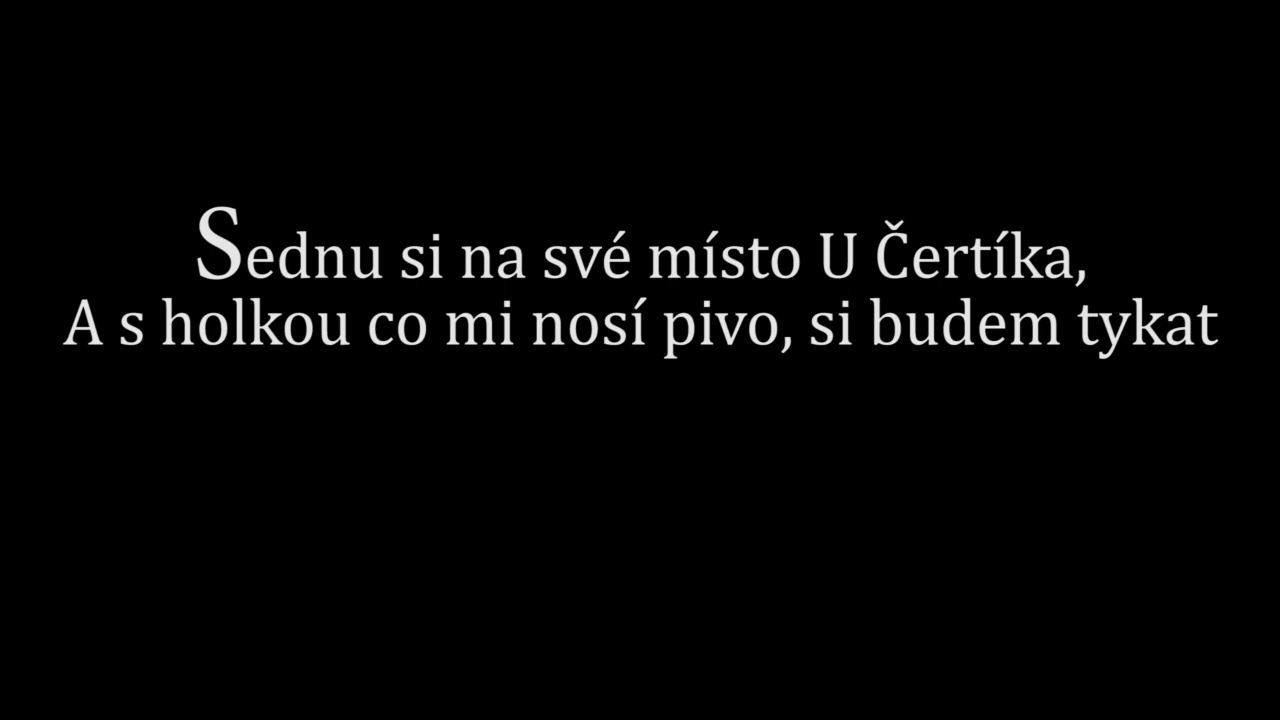 Sednu si na své místo U Čertíka,
A s holkou co mi nosí pivo, si budem tykat